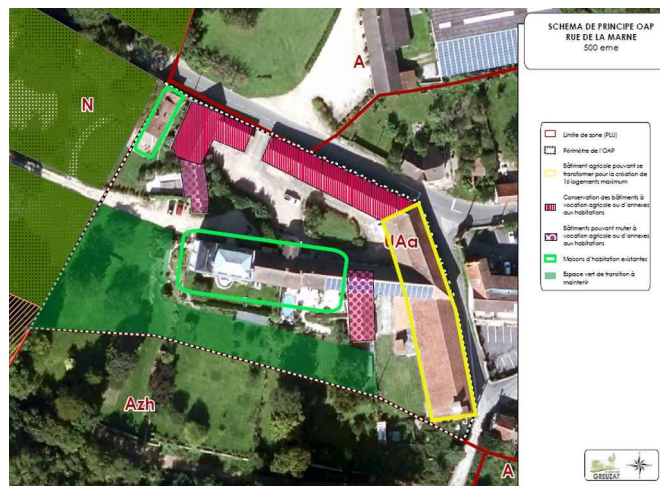 SCHEMA DE PRINCIPE OAP
RUE DE LA MARNE
500 eme
N
A
UAa
Azh
A
Limite de zone (PLU)
Périmètre de l'OAP
Bâtiment agricole pouvant se
transformer pour la création de
16 logements maximum
Conservation des bâtiments à
vocation agricole ou d'annexes
aux habitations
Bâtiments pouvant muter à
vocation agricole ou d'annexes
aux habitations
Maisons d'habitation existantes
Espace vert de transition à
maintenir
GREUZAT